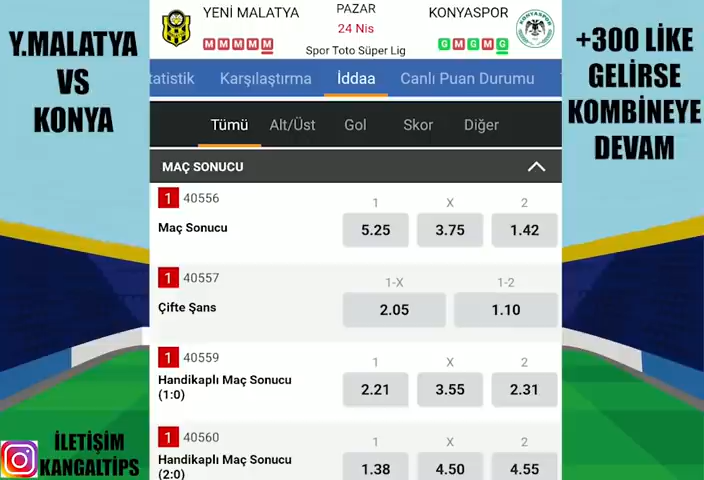 Y.MALATYA
VS
KONYA
YENİ MALATYA
M M M M M
PAZAR
24 Nis
Spor Toto Süper Lig
KONYASPOR
G M G M G
KONYASPOR
+300 LİKE
GELİRSE
KOMBİNEYE
DEVAM
tatistik Karşılaştırma İddaa Canlı Puan Durumu
Tümü Alt/Üst Gol Skor Diğer
MAÇ SONUCU
1 40556
Maç Sonucu
1 X 2
5.25 3.75 1.42
1 40557
Çifte Şans
1-X 1-2
2.05 1.10
1 40559
Handikaplı Maç Sonucu
(1:0)
1 X 2
2.21 3.55 2.31
1 40560
Handikaplı Maç Sonucu
(2:0)
1 X 2
1.38 4.50 4.55
İLETİŞİM
KANGALTİPS